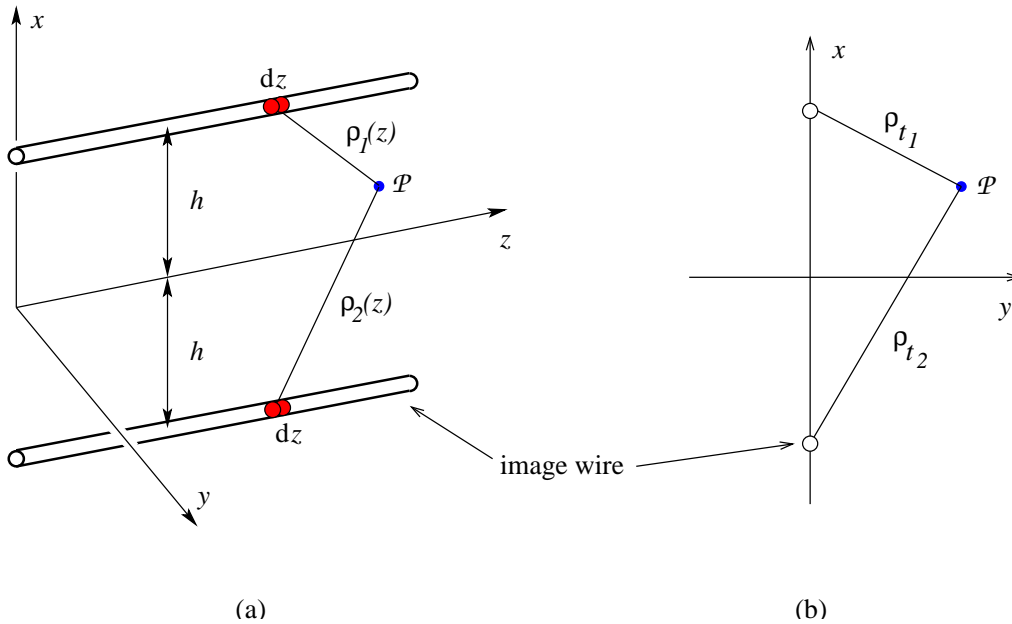 x
dz
ρ1(z)
𝒫
h
z
ρ2(z)
h
dz
y
image wire
(a)
x
ρt1
𝒫
y
ρt2
(b)